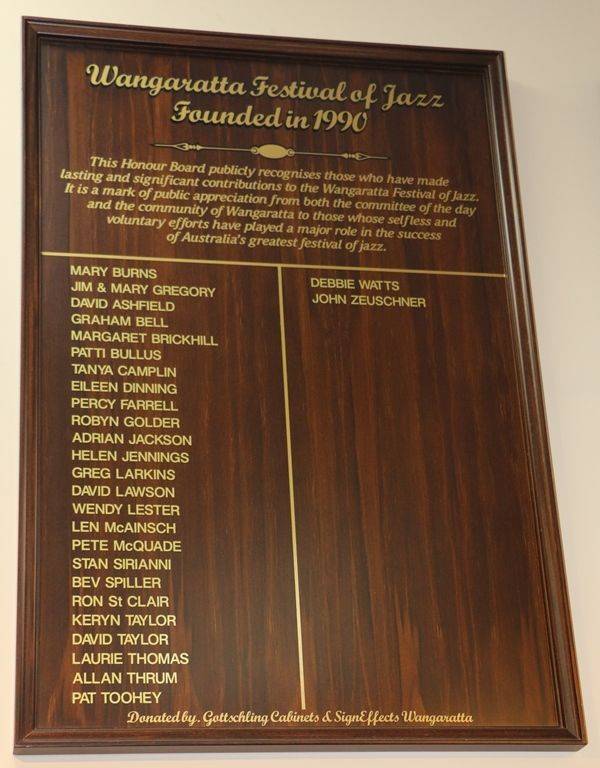 Wangaratta Festival of Jazz
Founded in 1990
This Honour Board publicly recognises those who have made
lasting and significant contributions to the Wangaratta Festival of Jazz.
It is a mark of public appreciation from both the committee of the day
and the community of Wangaratta to those whose selfless and
voluntary efforts have played a major role in the success
of Australia's greatest festival of jazz.
MARY BURNS
JIM & MARY GREGORY
DAVID ASHFIELD
GRAHAM BELL
MARGARET BRICKHILL
PATTI BULLUS
TANYA CAMPLIN
EILEEN DINNING
PERCY FARRELL
ROBYN GOLDER
ADRIAN JACKSON
HELEN JENNINGS
GREG LARKINS
DAVID LAWSON
WENDY LESTER
LEN McAINSCH
PETE McQUADE
STAN SIRIANNI
BEV SPILLER
RON St CLAIR
KERYN TAYLOR
DAVID TAYLOR
LAURIE THOMAS
ALLAN THRUM
PAT TOOHEY
DEBBIE WATTS
JOHN ZEUSCHNER
Donated by. Gottschling Cabinets & SignEffects Wangaratta